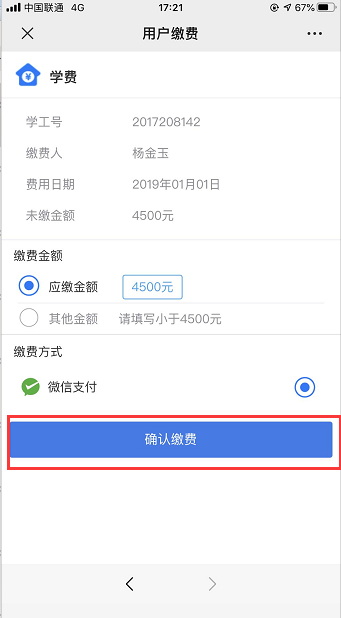 中国联通 4G 17:21 67%
用户缴费
学费
学工号 2017208142
缴费人 杨金玉
费用日期 2019年01月01日
未缴金额 4500元
缴费金额
应缴金额 4500元
其他金额 请填写小于4500元
缴费方式
微信支付
确认缴费